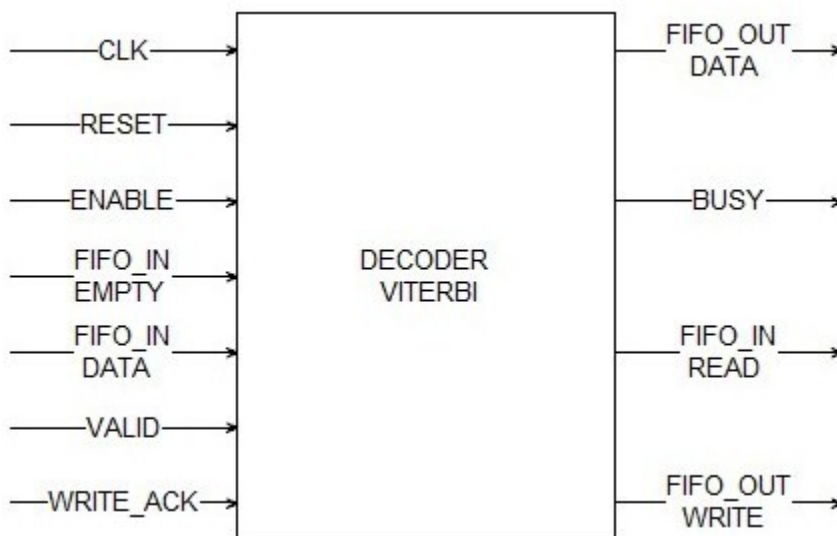 CLK
RESET
ENABLE
FIFO_IN
EMPTY
FIFO_IN
DATA
VALID
WRITE_ACK
DECODER
VITERBI
FIFO_OUT
DATA
BUSY
FIFO_IN
READ
FIFO_OUT
WRITE